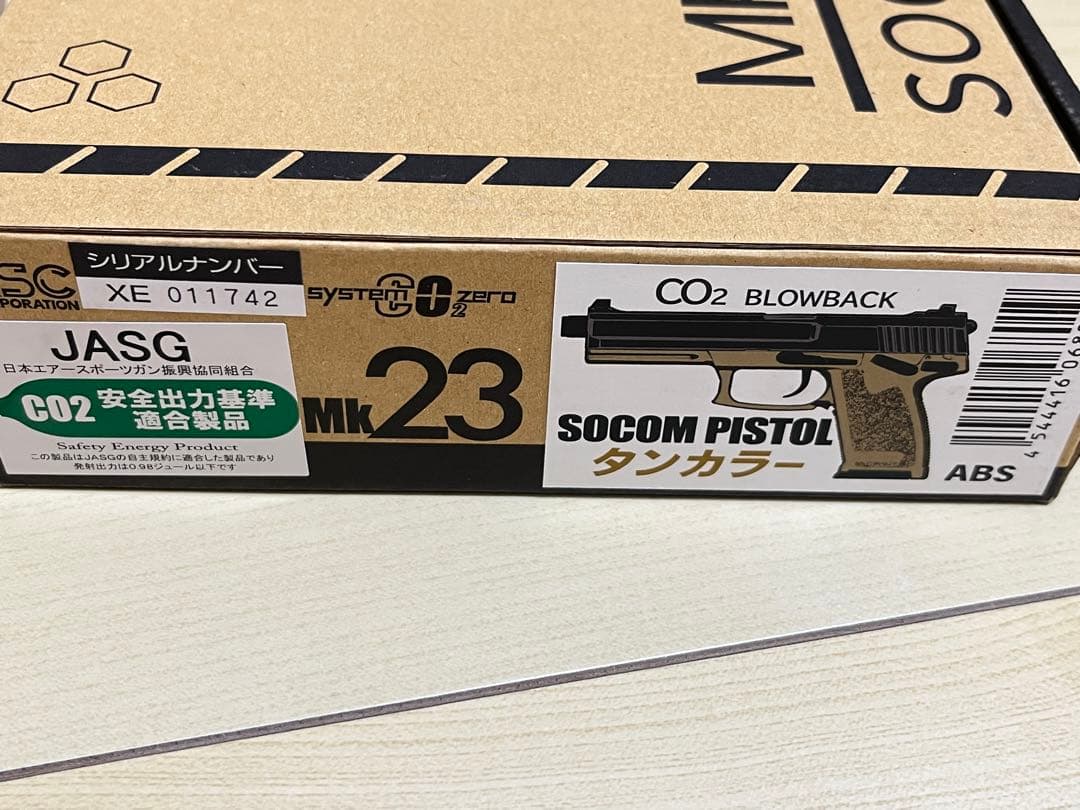 シリアルナンバー
XE 011742
JASG
日本エアースポーツガン振興協同組合
CO2 安全出力基準
適合製品
Safety Energy Product
この製品はJASGの自主規約に適合した製品であり
発射出力は0.98ジュール以下です
system CO2 zero
Mk23
CO2 BLOWBACK
SOCOM PISTOL
タンカラー
ABS